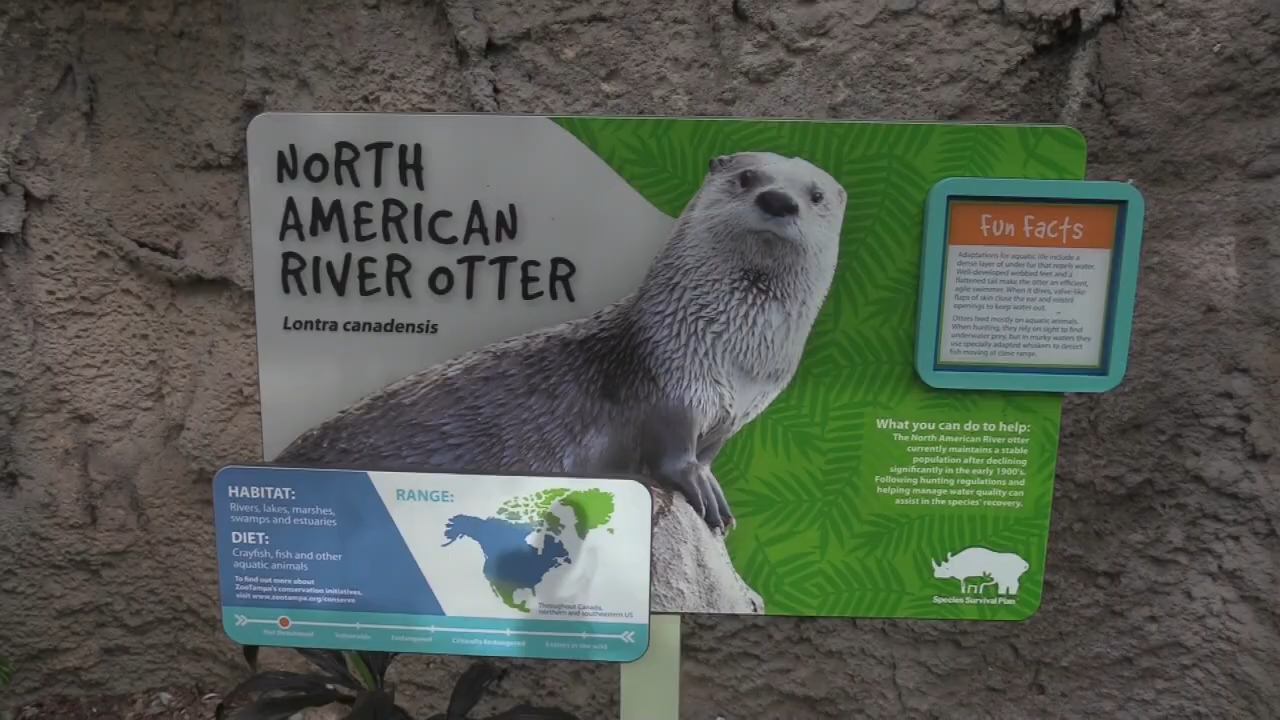 NORTH
AMERICAN
RIVER OTTER
Lontra canadensis
Fun Facts
Adaptations for aquatic life include a
dense layer of under fur that repels water.
Well-developed webbed feet and a
flattened tail make the otter an efficient,
agile swimmer. When it dives, valve-like
flaps of skin close the ear and nostril
openings to keep water out.
Otters feed mostly on aquatic animals.
When hunting, they rely on sight to find
underwater prey, but in murky waters they
use specially adapted whiskers to detect
fish moving at close range.
What you can do to help:
The North American River otter
currently maintains a stable
population after declining
significantly in the early 1900's.
Following hunting regulations and
helping manage water quality can
assist in the species' recovery.
Species Survival Plan
HABITAT:
Rivers, lakes, marshes,
swamps and estuaries
DIET:
Crayfish, fish and other
aquatic animals
To find out more about
ZooTampa's conservation initiatives,
visit www.zootampa.org/conserve
RANGE:
Throughout Canada,
northern and southeastern US
Not Threatened
Vulnerable
Endangered
Critically Endangered
Extinct in the wild